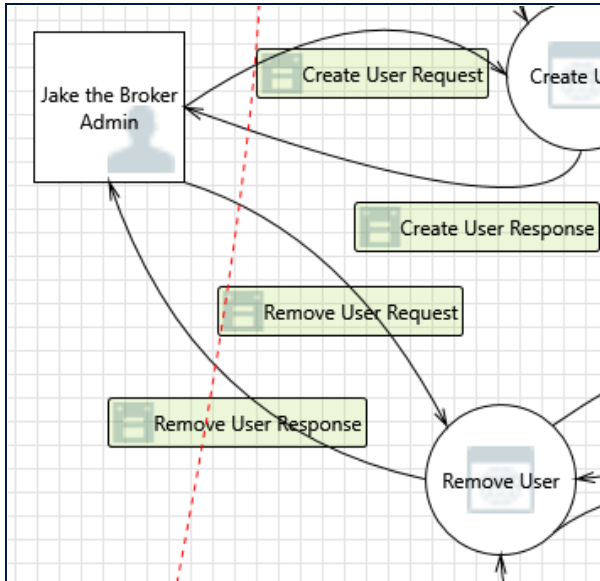 Jake the Broker
Admin
Create User Request
Create U
Create User Response
Remove User Request
Remove User Response
Remove User